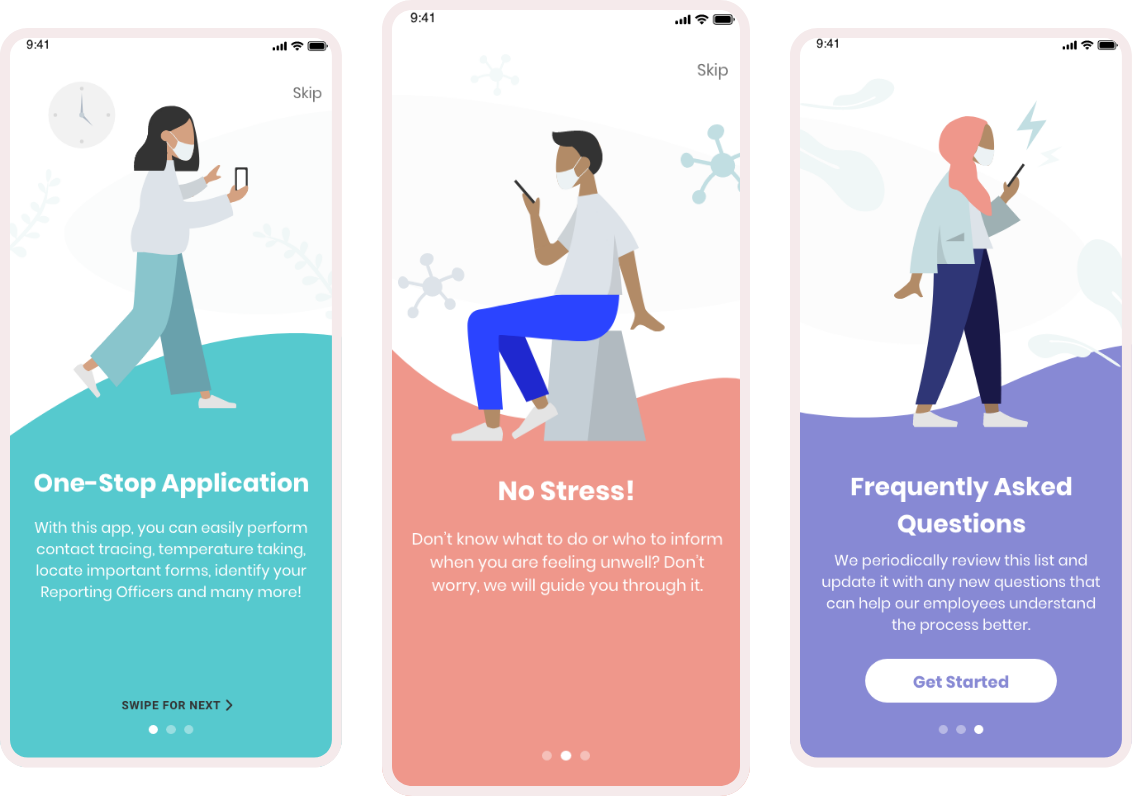 9:41
Skip
One-Stop Application
With this app, you can easily perform
contact tracing, temperature taking,
locate important forms, identify your
Reporting Officers and many more!
SWIPE FOR NEXT
9:41
Skip
No Stress!
Don't know what to do or who to inform
when you are feeling unwell? Don't
worry, we will guide you through it.
9:41
Frequently Asked
Questions
We periodically review this list and
update it with any new questions that
can help our employees understand
the process better.
Get Started